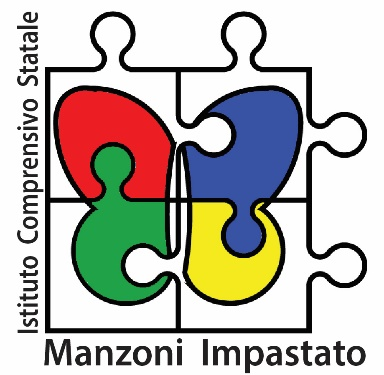 Istituto Comprensivo Statale
Manzoni Impastato